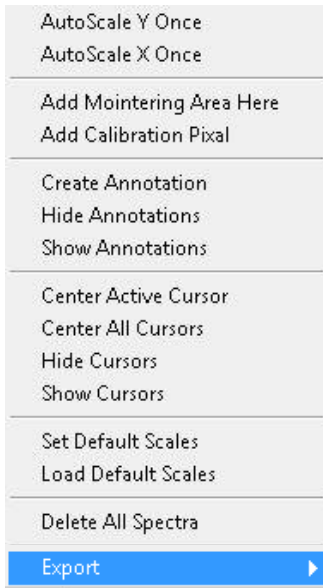 AutoScale Y Once
AutoScale X Once
Add Mointering Area Here
Add Calibration Pixal
Create Annotation
Hide Annotations
Show Annotations
Center Active Cursor
Center All Cursors
Hide Cursors
Show Cursors
Set Default Scales
Load Default Scales
Delete All Spectra
Export